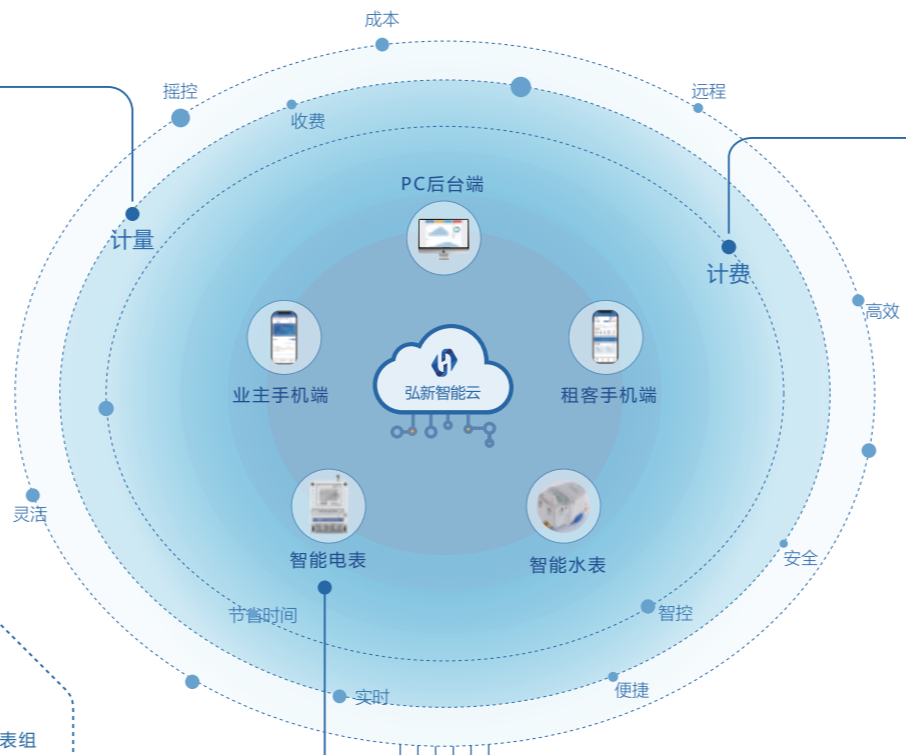 成本
摇控
远程
收费
PC后台端
计量
计费
高效
弘新智能云
业主手机端
租客手机端
灵活
智能电表
智能水表
安全
节省时间
智控
便捷
实时
表组